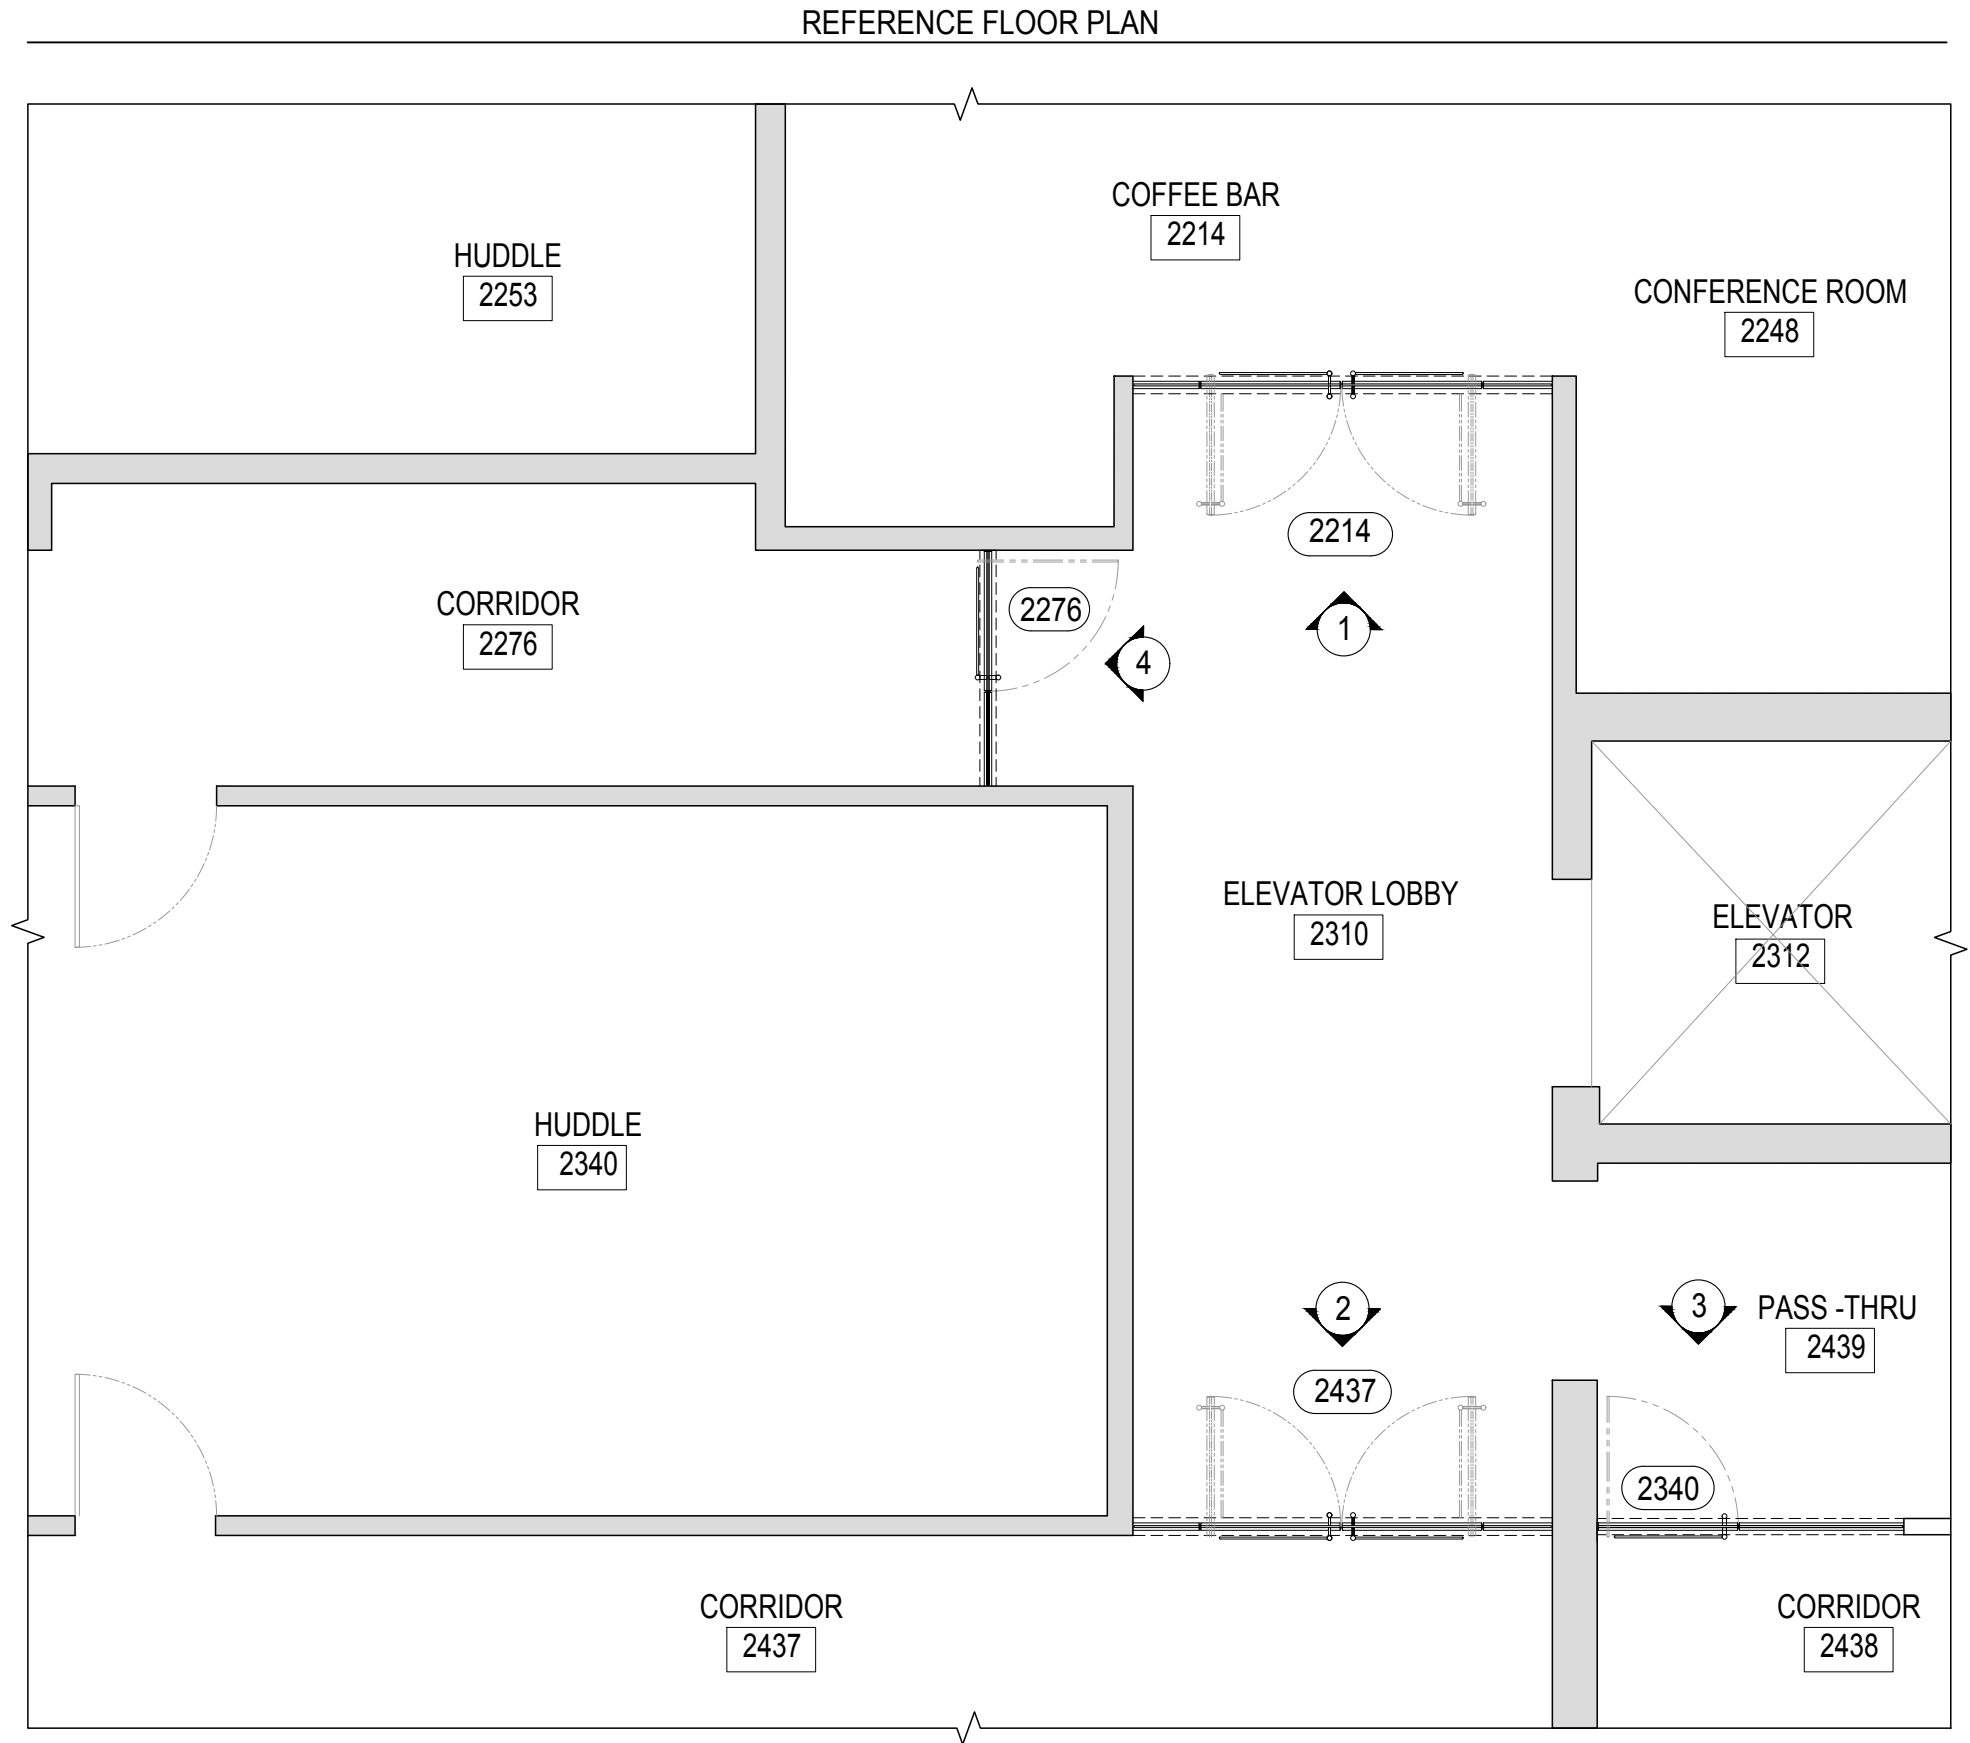 REFERENCE FLOOR PLAN
COFFEE BAR
2214
HUDDLE
2253
CONFERENCE ROOM
2248
2214
CORRIDOR
2276
2276
1
4
ELEVATOR LOBBY
2310
ELEVATOR
2312
HUDDLE
2340
2
3
PASS -THRU
2439
2437
2340
CORRIDOR
2437
CORRIDOR
2438